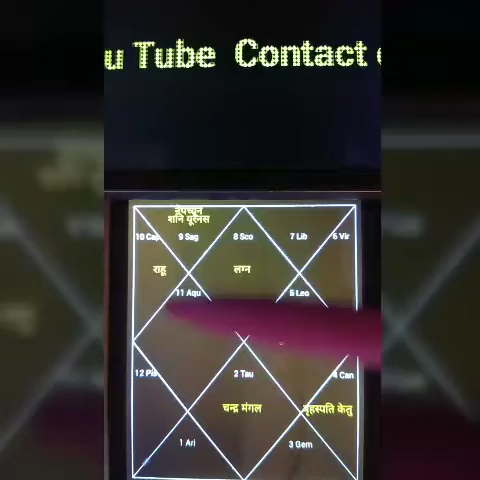 u Tube Contact
नेपच्यून
शनि यूरेनस
10 Cap 9 Sag 8 Sco 7 Lib 6 Vir
राहू लग्न
11 Aqu 5 Leo
12 Pis 2 Tau 4 Can
चन्द्र मंगल बृहस्पति केतु
1 Ari 3 Gem